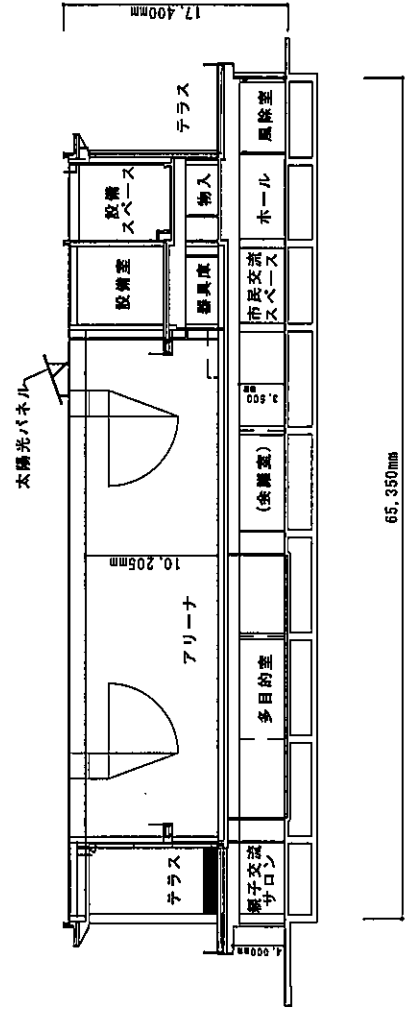 太陽光パネル
17,400mm
設備室
設備
スペース
テラス
10,205mm
アリーナ
テラス
器具庫
物入
親子交流
サロン
多目的室
(会議室)
3,600
mm
市民交流
スペース
ホール
風除室
4,000mm
65,350mm